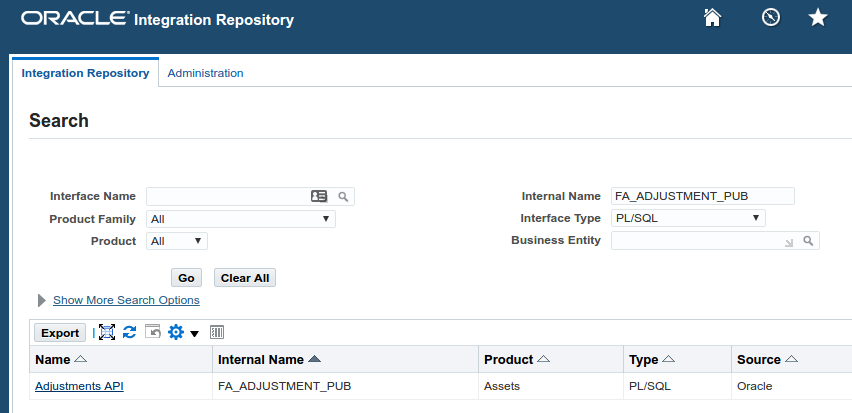 ORACLE Integration Repository
Integration Repository Administration
Search
Interface Name Internal Name FA_ADJUSTMENT_PUB
Product Family All Interface Type PL/SQL
Product All Business Entity
Go Clear All
Show More Search Options
Export
Name Internal Name Product Type Source
Adjustments API FA_ADJUSTMENT_PUB Assets PL/SQL Oracle